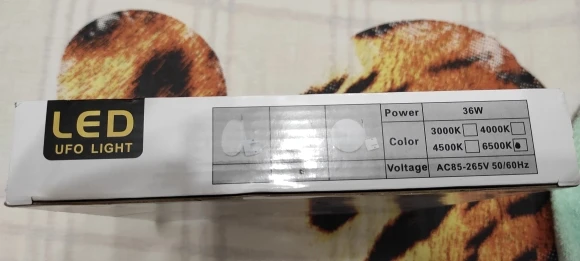 LED
UFO LIGHT
Power 36W
Color 3000K 4000K
4500K 6500K
Voltage AC85-265V 50/60Hz